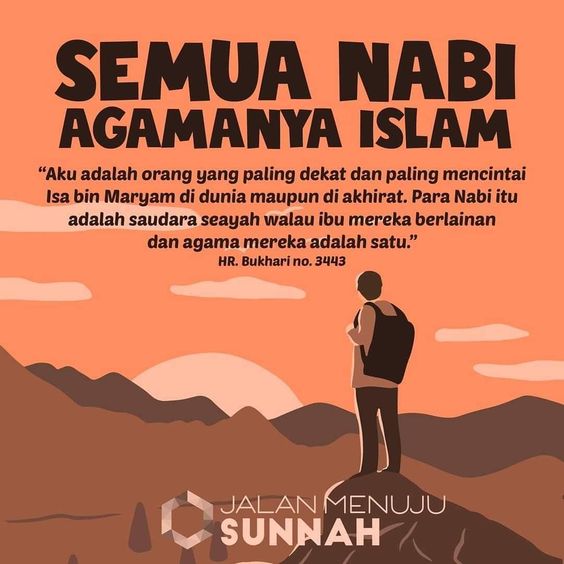 SEMUA NABI
AGAMANYA ISLAM
“Aku adalah orang yang paling dekat dan paling mencintai
Isa bin Maryam di dunia maupun di akhirat. Para Nabi itu
adalah saudara seayah walau ibu mereka berlainan
dan agama mereka adalah satu.”
HR. Bukhari no. 3443
JALAN MENUJU
SUNNAH